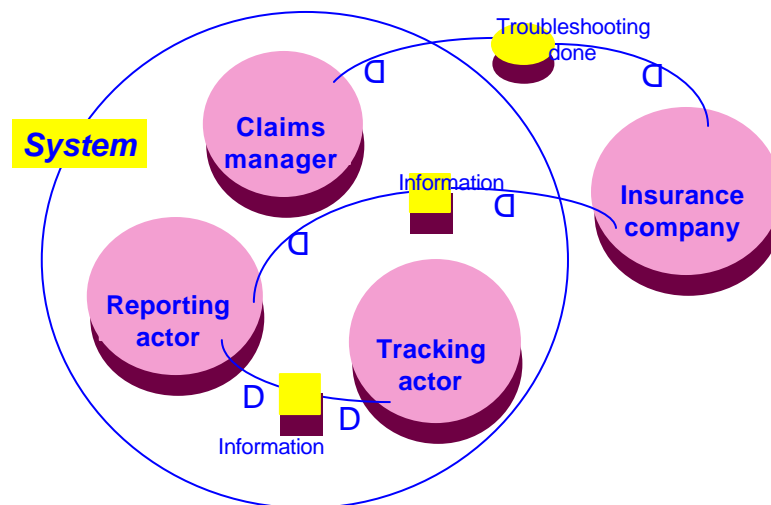 Troubleshooting
done
D
D
Claims
manager
System
Information
D
D
Insurance
company
Reporting
actor
Tracking
actor
D
D
Information